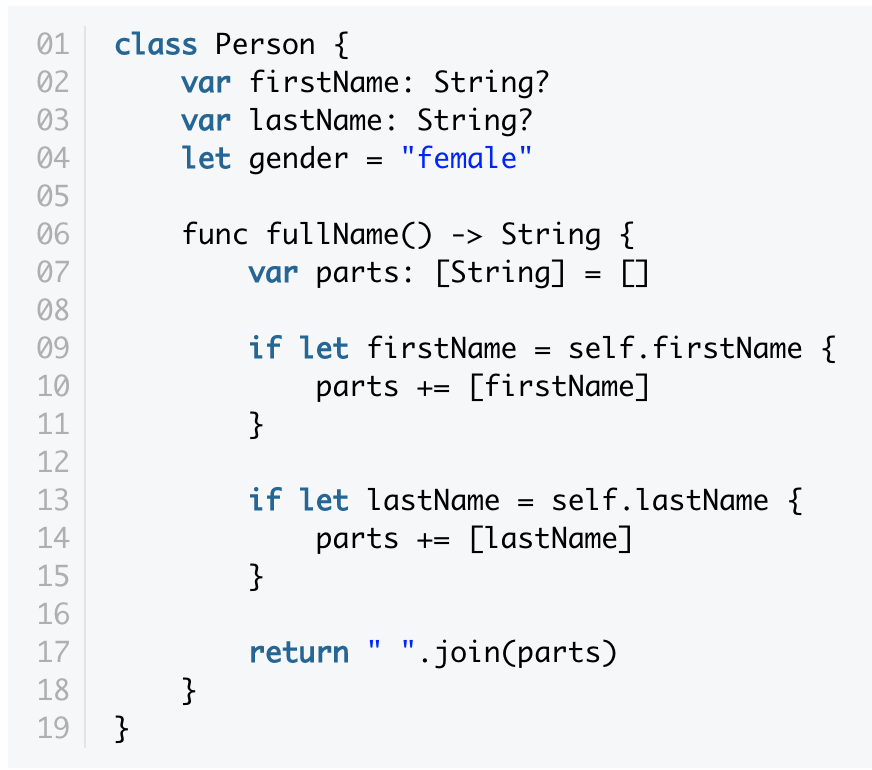 01 class Person {
02     var firstName: String?
03     var lastName: String?
04     let gender = "female"
05
06     func fullName() -> String {
07         var parts: [String] = []
08
09         if let firstName = self.firstName {
10             parts += [firstName]
11         }
12
13         if let lastName = self.lastName {
14             parts += [lastName]
15         }
16
17         return " ".join(parts)
18     }
19 }